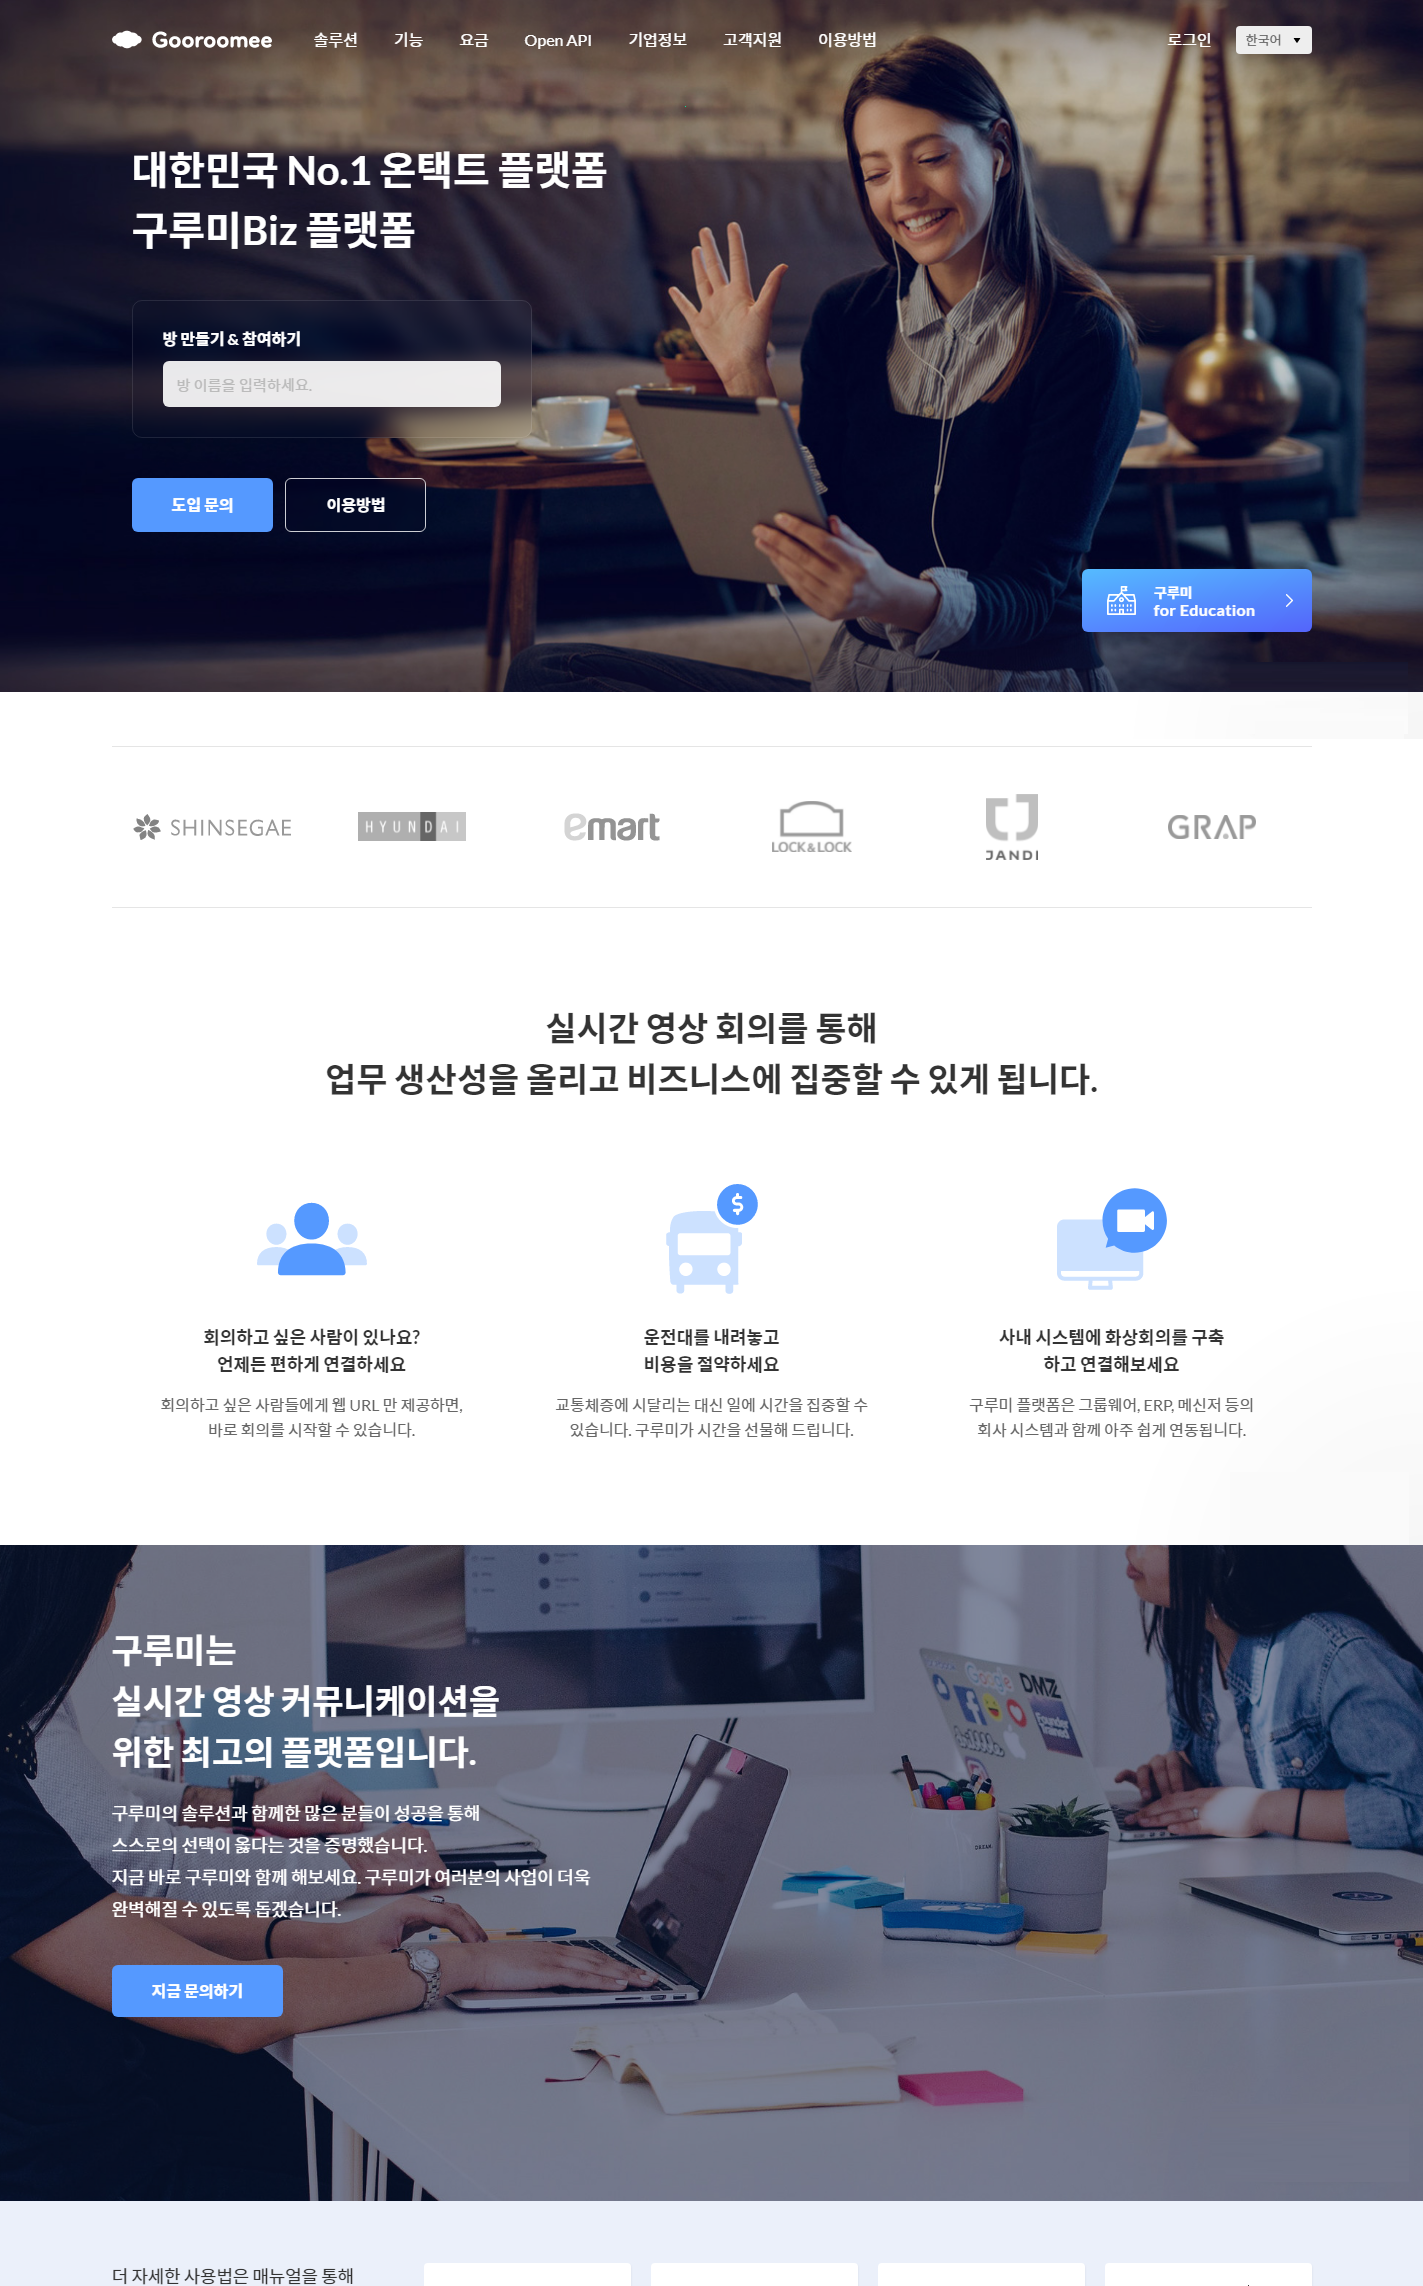 Gooroomee
솔루션
기능
요금
Open API
기업정보
고객지원
이용방법
로그인
한국어
대한민국 No.1 온택트 플랫폼
구루미Biz 플랫폼
방 만들기 & 참여하기
방 이름을 입력하세요.
도입 문의
이용방법
구루미
for Education
SHINSEGAE
HYUNDAI
emart
LOCK&LOCK
JANDI
GRAP
실시간 영상 회의를 통해
업무 생산성을 올리고 비즈니스에 집중할 수 있게 됩니다.
회의하고 싶은 사람이 있나요?
언제든 편하게 연결하세요
회의하고 싶은 사람들에게 웹 URL 만 제공하면,
바로 회의를 시작할 수 있습니다.
운전대를 내려놓고
비용을 절약하세요
교통체증에 시달리는 대신 일에 시간을 집중할 수
있습니다. 구루미가 시간을 선물해 드립니다.
사내 시스템에 화상회의를 구축
하고 연결해보세요
구루미 플랫폼은 그룹웨어, ERP, 메신저 등의
회사 시스템과 함께 아주 쉽게 연동됩니다.
구루미는
실시간 영상 커뮤니케이션을
위한 최고의 플랫폼입니다.
구루미의 솔루션과 함께한 많은 분들이 성공을 통해
스스로의 선택이 옳다는 것을 증명했습니다.
지금 바로 구루미와 함께 해보세요. 구루미가 여러분의 사업이 더욱
완벽해질 수 있도록 돕겠습니다.
지금 문의하기
Google
DMZ
DREAM
더 자세한 사용법은 매뉴얼을 통해